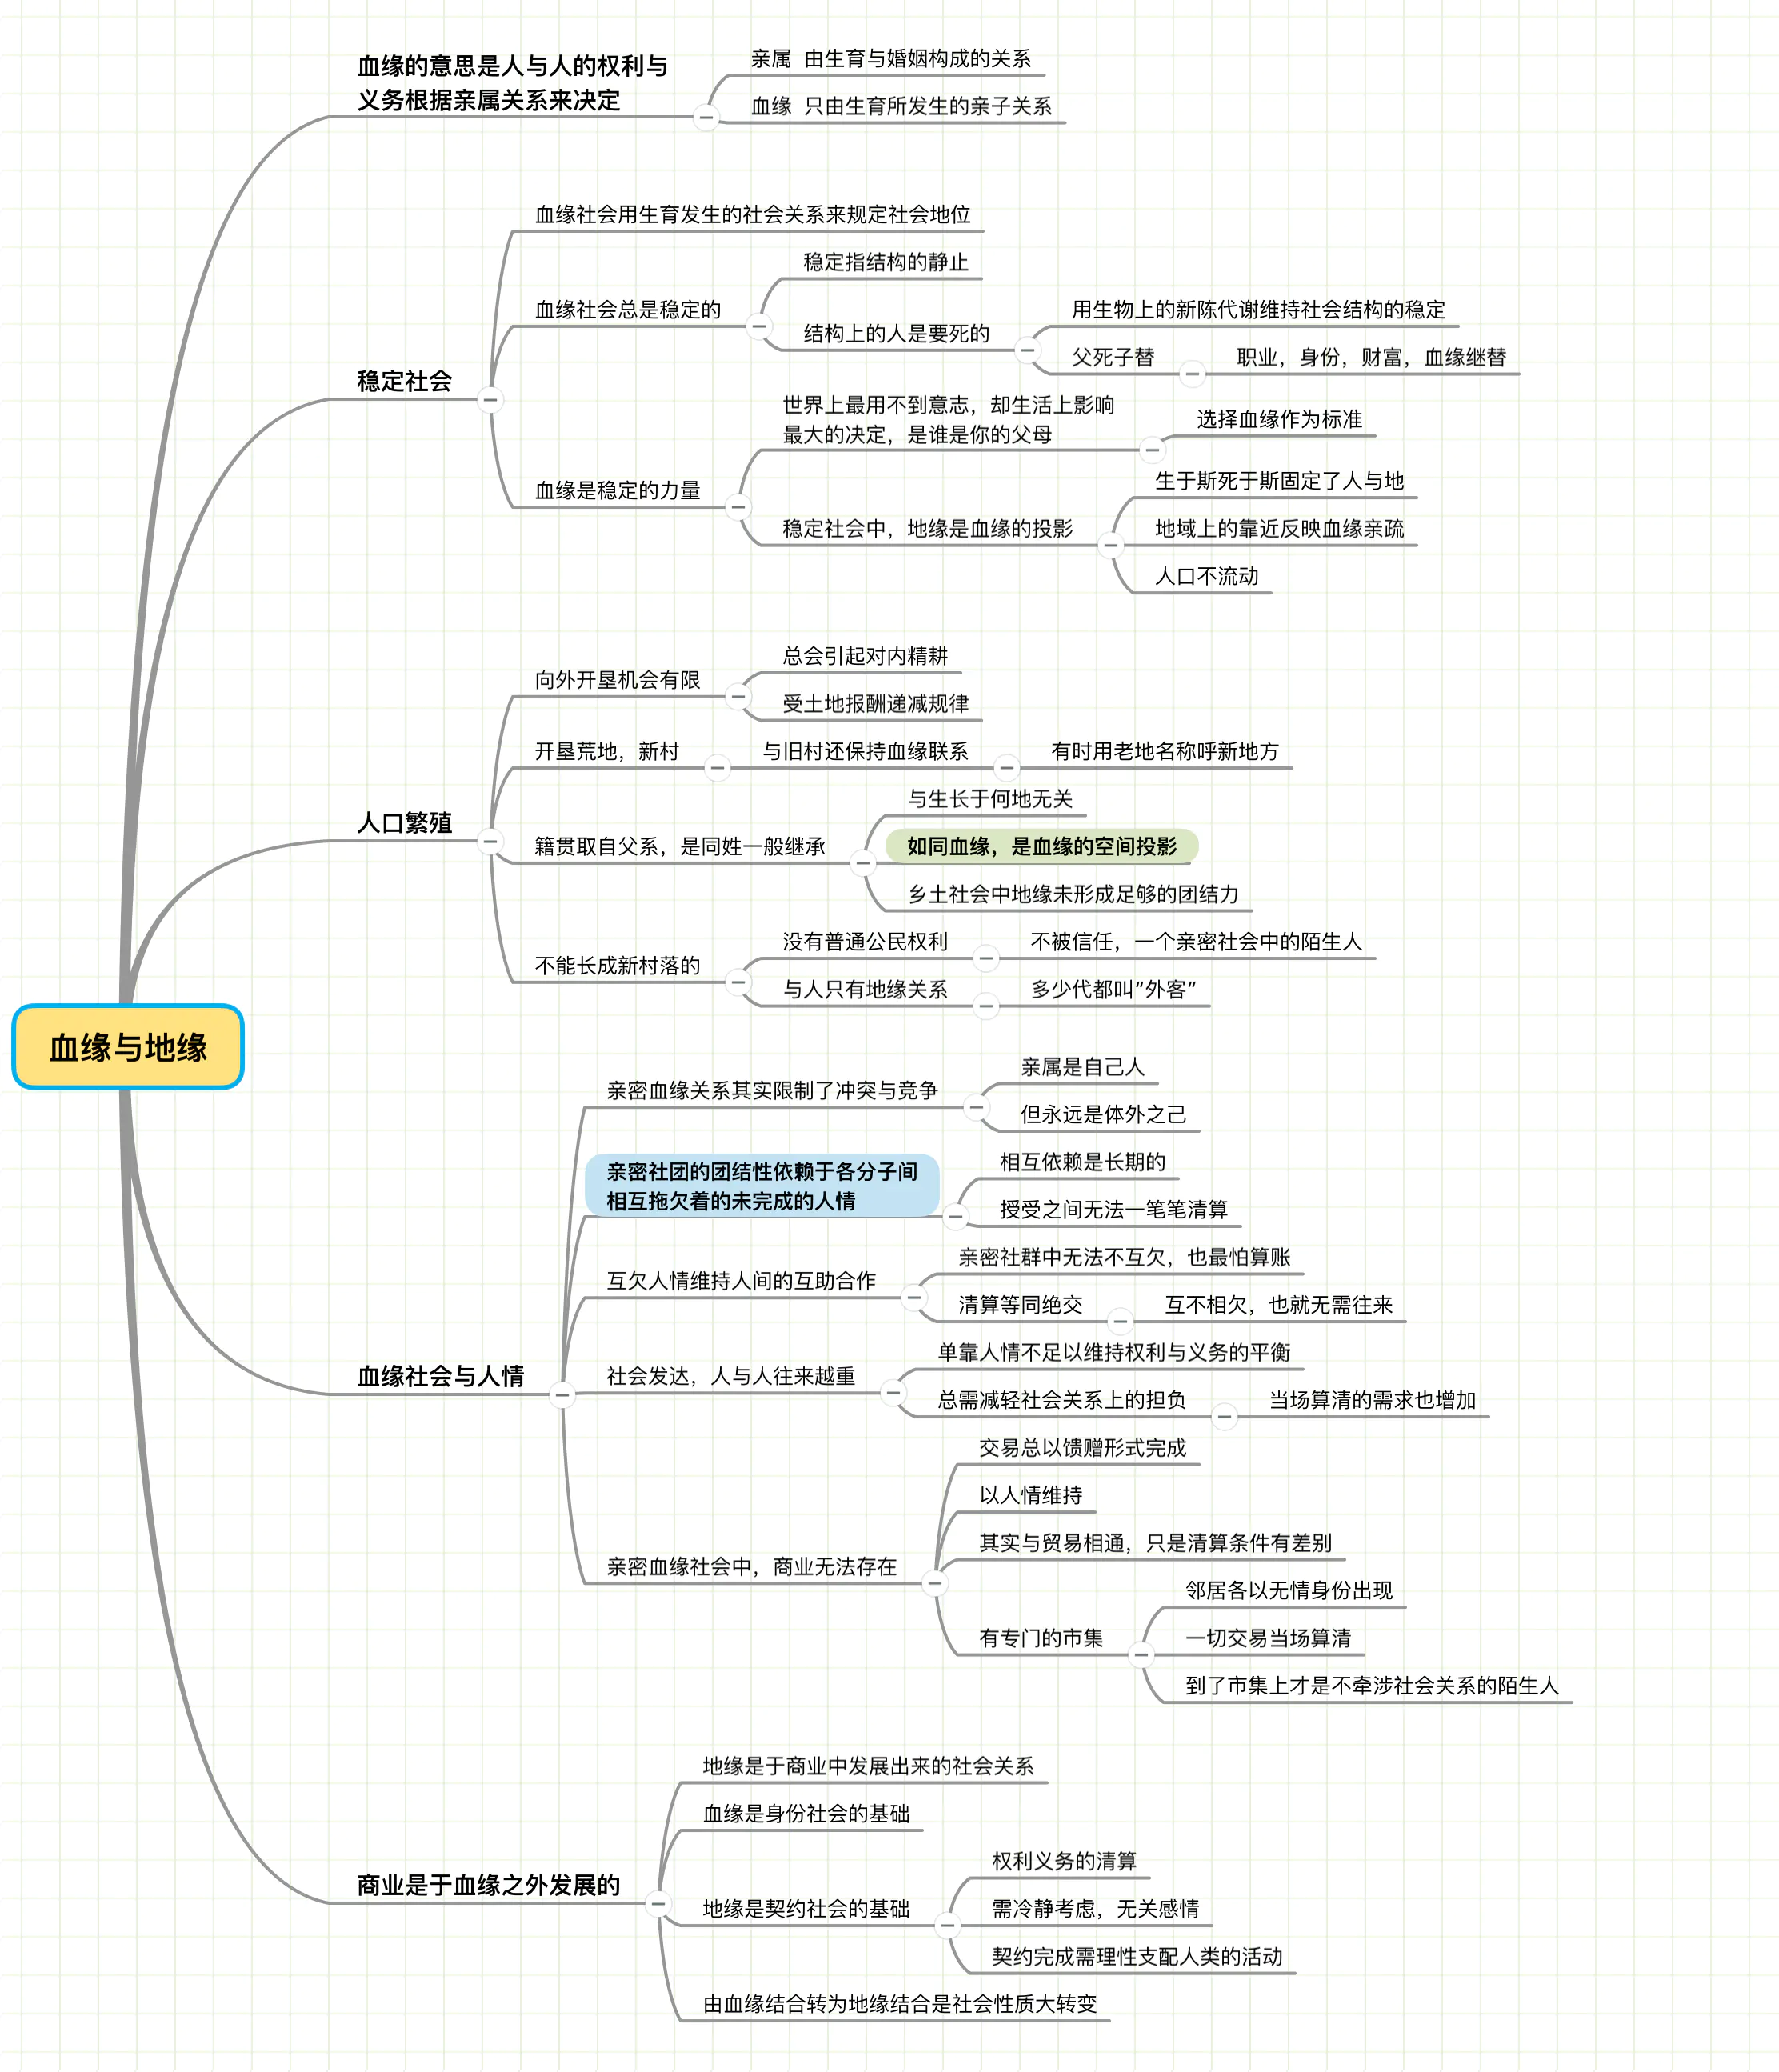 血缘与地缘
血缘的意思是人与人的权利与
义务根据亲属关系来决定
亲属 由生育与婚姻构成的关系
血缘 只由生育所发生的亲子关系
稳定社会
血缘社会用生育发生的社会关系来规定社会地位
血缘社会总是稳定的
稳定指结构的静止
结构上的人是要死的
用生物上的新陈代谢维持社会结构的稳定
父死子替
职业，身份，财富，血缘继替
血缘是稳定的力量
世界上最用不到意志，却生活上影响
最大的决定，是谁是你的父母
选择血缘作为标准
稳定社会中，地缘是血缘的投影
生于斯死于斯固定了人与地
地域上的靠近反映血缘亲疏
人口不流动
人口繁殖
向外开垦机会有限
总会引起对内精耕
受土地报酬递减规律
开垦荒地，新村
与旧村还保持血缘联系
有时用老地名称呼新地方
籍贯取自父系，是同姓一般继承
与生长于何地无关
如同血缘，是血缘的空间投影
乡土社会中地缘未形成足够的团结力
不能长成新村落的
没有普通公民权利
不被信任，一个亲密社会中的陌生人
与人只有地缘关系
多少代都叫“外客”
血缘社会与人情
亲密血缘关系其实限制了冲突与竞争
亲属是自己人
但永远是体外之己
亲密社团的团结性依赖于各分子间
相互拖欠着的未完成的人情
相互依赖是长期的
授受之间无法一笔笔清算
互欠人情维持人间的互助合作
亲密社群中无法不互欠，也最怕算账
清算等同绝交
互不相欠，也就无需往来
社会发达，人与人往来越重
单靠人情不足以维持权利与义务的平衡
总需减轻社会关系上的担负
当场算清的需求也增加
亲密血缘社会中，商业无法存在
交易总以馈赠形式完成
以人情维持
其实与贸易相通，只是清算条件有差别
有专门的市集
邻居各以无情身份出现
一切交易当场算清
到了市集上才是不牵涉社会关系的陌生人
商业是于血缘之外发展的
地缘是于商业中发展出来的社会关系
血缘是身份社会的基础
地缘是契约社会的基础
权利义务的清算
需冷静考虑，无关感情
契约完成需理性支配人类的活动
由血缘结合转为地缘结合是社会性质大转变